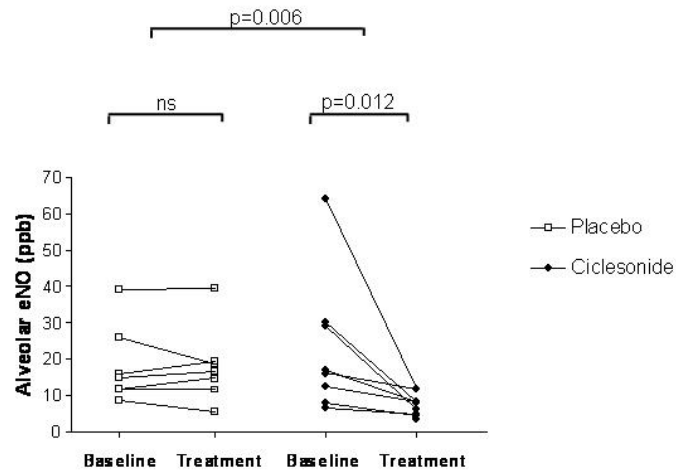 p=0.006
ns
p=0.012
70
60
50
40
30
20
10
0
Alveolar eNO (ppb)
Placebo
Ciclesonide
Baseline Treatment Baseline Treatment